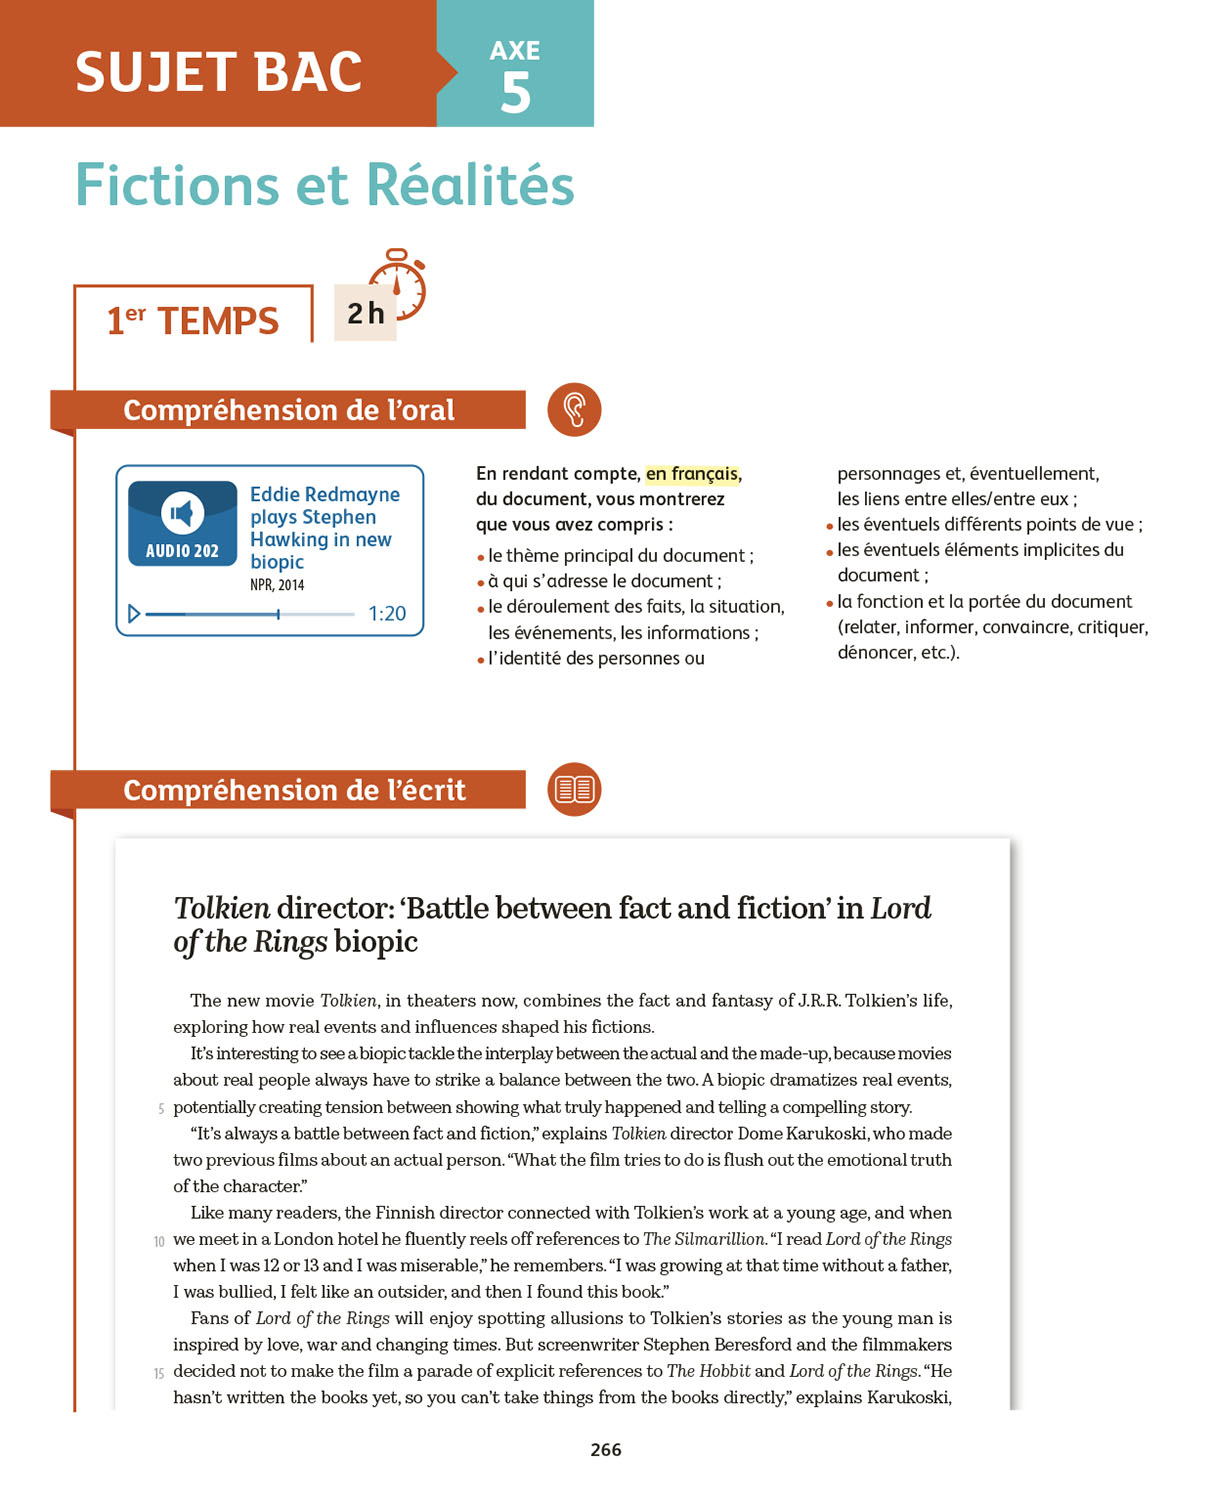 SUJET BAC
AXE
5
Fictions et Réalités
1er TEMPS
2 h
Compréhension de l'oral
AUDIO 202
Eddie Redmayne
plays Stephen
Hawking in new
biopic
NPR, 2014
1:20
En rendant compte, en français,
du document, vous montrerez
que vous avez compris :
• le thème principal du document ;
• à qui s'adresse le document ;
• le déroulement des faits, la situation,
les événements, les informations ;
• l'identité des personnes ou
personnages et, éventuellement,
les liens entre elles/entre eux ;
• les éventuels différents points de vue ;
• les éventuels éléments implicites du
document ;
• la fonction et la portée du document
(relater, informer, convaincre, critiquer,
dénoncer, etc.).
Compréhension de l'écrit
Tolkien director: ‘Battle between fact and fiction’ in Lord
of the Rings biopic
The new movie Tolkien, in theaters now, combines the fact and fantasy of J.R.R. Tolkien's life,
exploring how real events and influences shaped his fictions.
It's interesting to see a biopic tackle the interplay between the actual and the made-up, because movies
about real people always have to strike a balance between the two. A biopic dramatizes real events,
5 potentially creating tension between showing what truly happened and telling a compelling story.
“It's always a battle between fact and fiction,” explains Tolkien director Dome Karukoski, who made
two previous films about an actual person. “What the film tries to do is flush out the emotional truth
of the character.”
Like many readers, the Finnish director connected with Tolkien's work at a young age, and when
10 we meet in a London hotel he fluently reels off references to The Silmarillion. “I read Lord of the Rings
when I was 12 or 13 and I was miserable,” he remembers. “I was growing at that time without a father,
I was bullied, I felt like an outsider, and then I found this book.”
Fans of Lord of the Rings will enjoy spotting allusions to Tolkien's stories as the young man is
inspired by love, war and changing times. But screenwriter Stephen Beresford and the filmmakers
15 decided not to make the film a parade of explicit references to The Hobbit and Lord of the Rings. “He
hasn't written the books yet, so you can't take things from the books directly,” explains Karukoski,
266